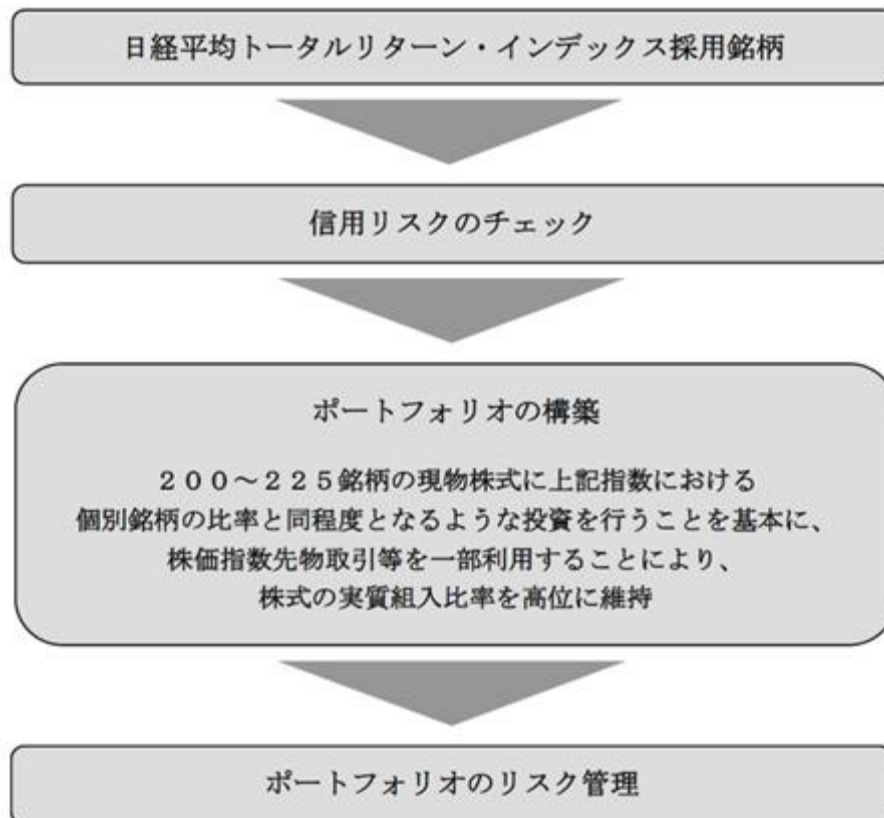 日経平均トータルリターン・インデックス採用銘柄
信用リスクのチェック
ポートフォリオの構築
２００～２２５銘柄の現物株式に上記指数における
個別銘柄の比率と同程度となるような投資を行うことを基本に、
株価指数先物取引等を一部利用することにより、
株式の実質組入比率を高位に維持
ポートフォリオのリスク管理